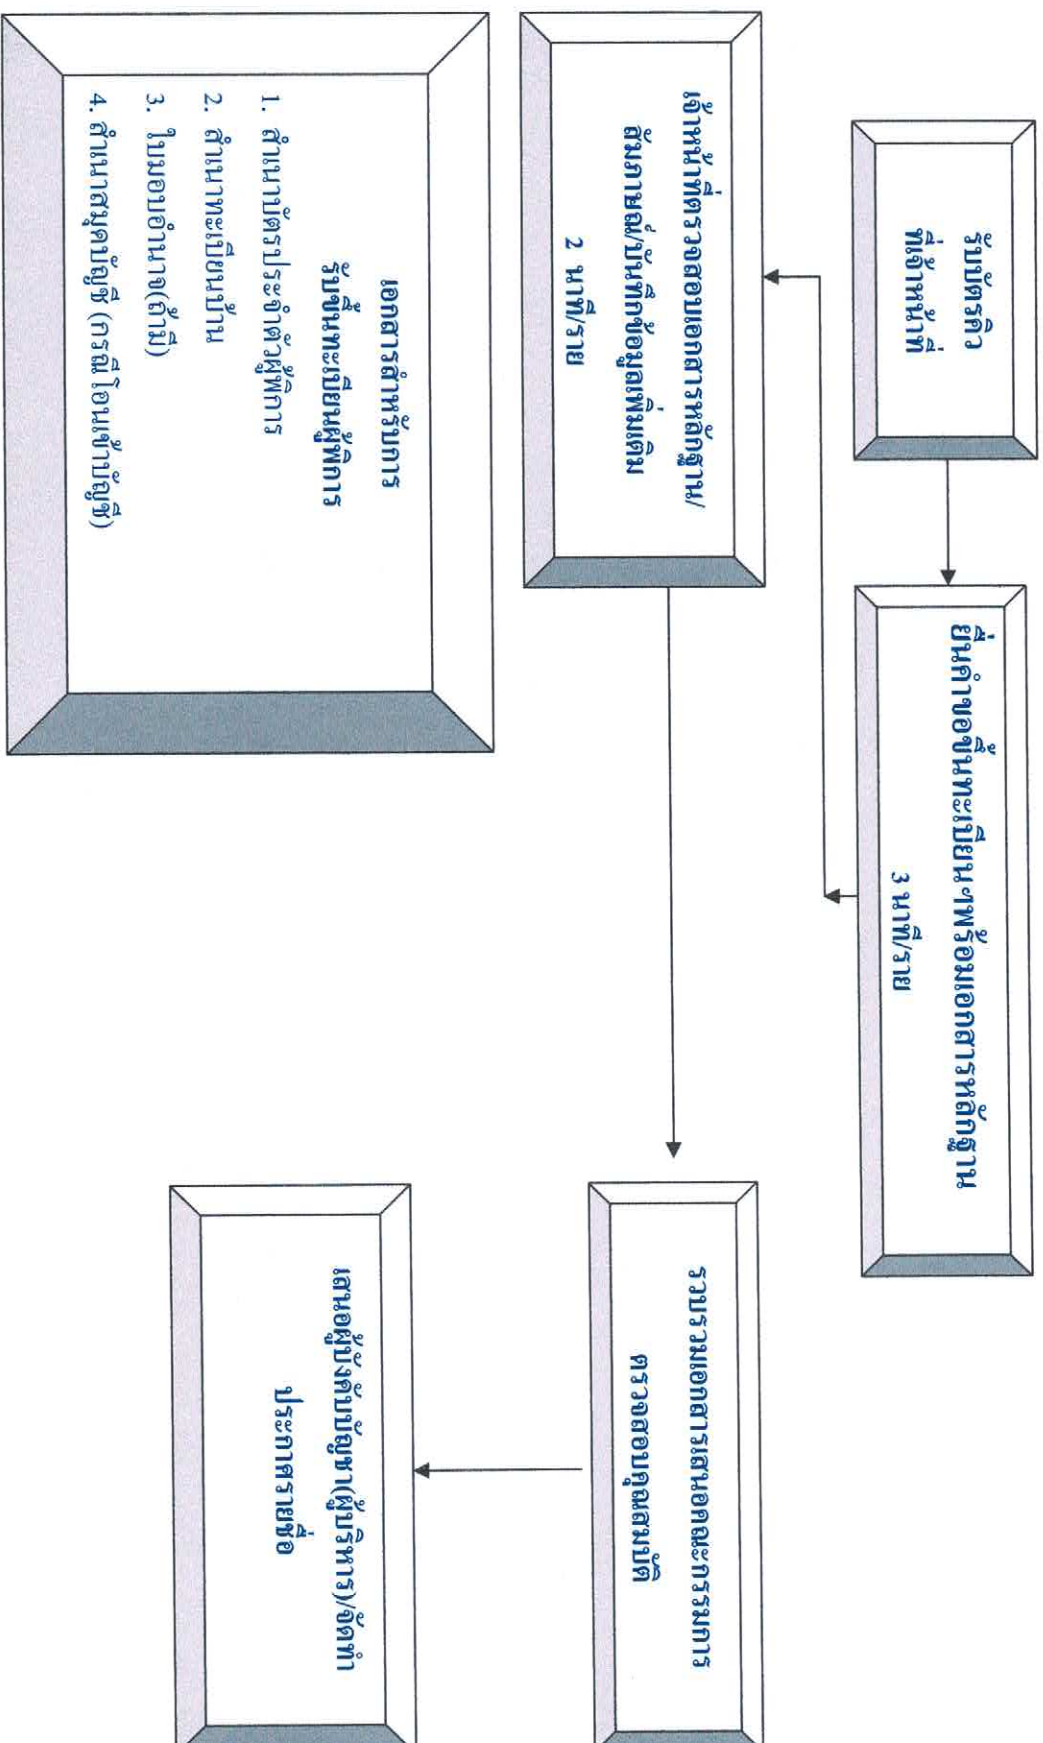 รับบัตรคิว
ที่เจ้าหน้าที่
ยื่นคำขอขึ้นทะเบียนฯพร้อมเอกสารหลักฐาน
3 นาที/ราย
เจ้าหน้าที่ตรวจสอบเอกสารหลักฐาน/
สัมภาษณ์/บันทึกข้อมูลเพิ่มเติม
2 นาที/ราย
รวบรวมเอกสารเสนอคณะกรรมการ
ตรวจสอบคุณสมบัติ
เสนอผู้บังคับบัญชา(ผู้บริหาร)/จัดทำ
ประกาศรายชื่อ
เอกสารสำหรับการ
รับขึ้นทะเบียนผู้พิการ
1. สำเนาบัตรประจำตัวผู้พิการ
2. สำเนาทะเบียนบ้าน
3. ใบมอบอำนาจ(ถ้ามี)
4. สำเนาสมุดบัญชี (กรณีโอนเข้าบัญชี)